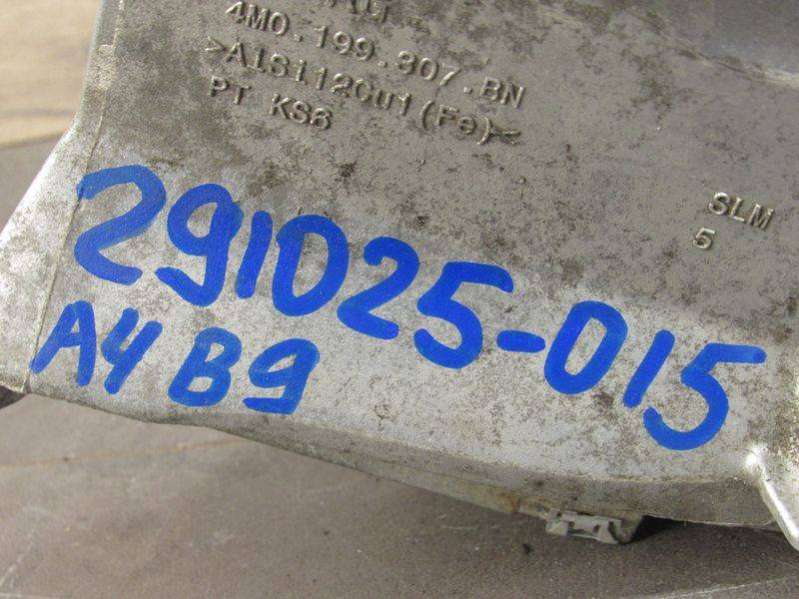 4M0.199.307.BN
>AlSi12Cu1(Fe)<
PT KS6
SLM
5
291025-015
A4 B9